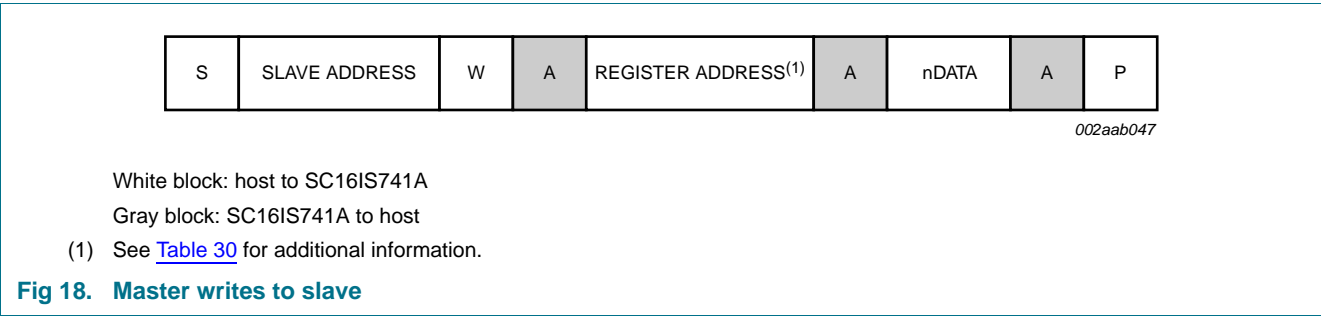 S SLAVE ADDRESS W A REGISTER ADDRESS(1) A nDATA A P
002aab047
White block: host to SC16IS741A
Gray block: SC16IS741A to host
(1) See Table 30 for additional information.
Fig 18. Master writes to slave